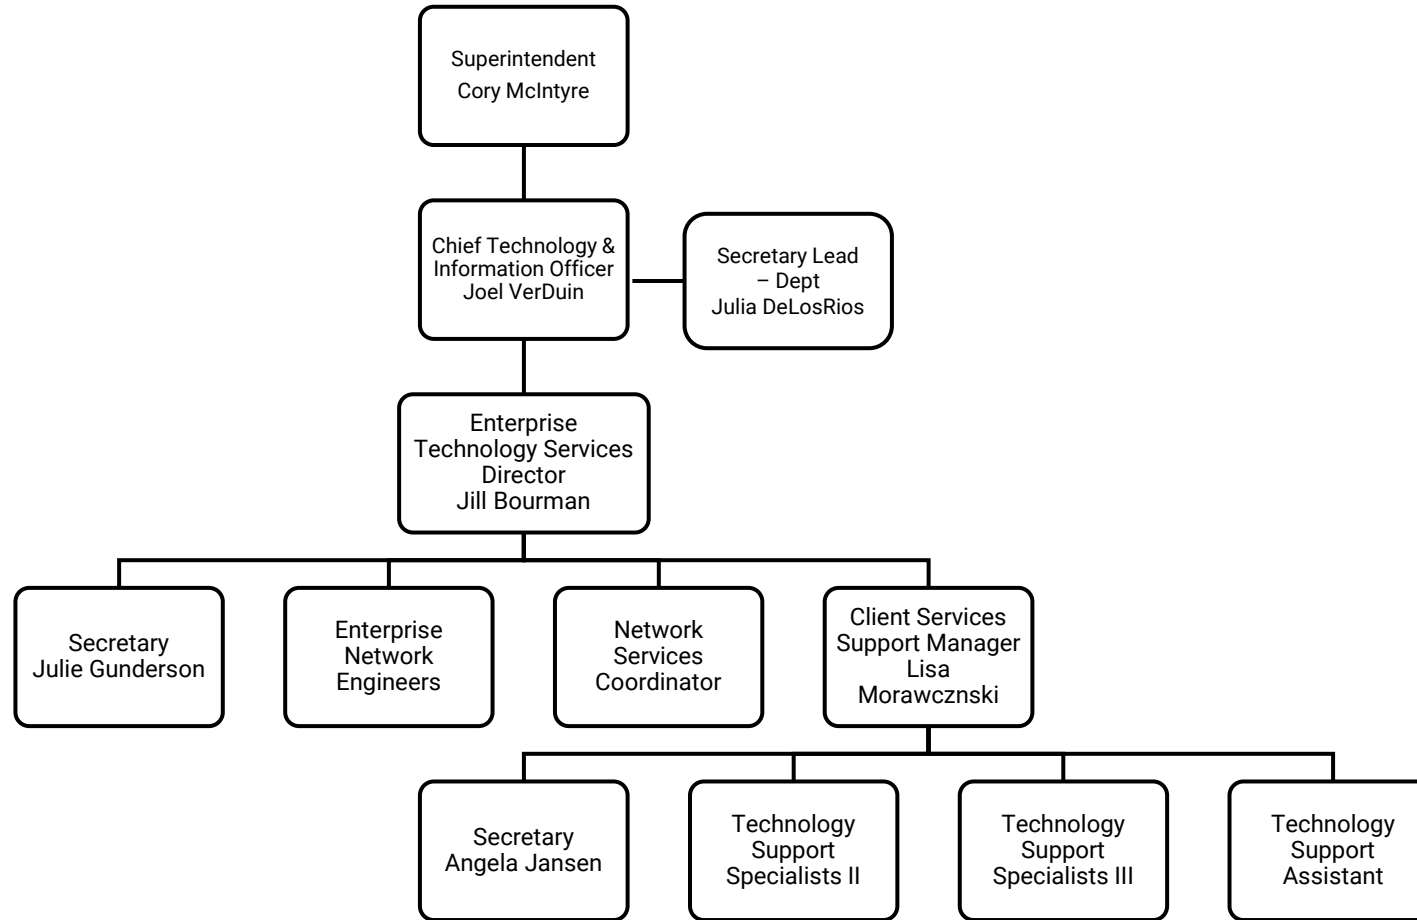 Superintendent
Cory McIntyre
Chief Technology &
Information Officer
Joel VerDuin
Secretary Lead
– Dept
Julia DeLosRios
Enterprise
Technology Services
Director
Jill Bourman
Secretary
Julie Gunderson
Enterprise
Network
Engineers
Network
Services
Coordinator
Client Services
Support Manager
Lisa
Morawcznski
Secretary
Angela Jansen
Technology
Support
Specialists II
Technology
Support
Specialists III
Technology
Support
Assistant